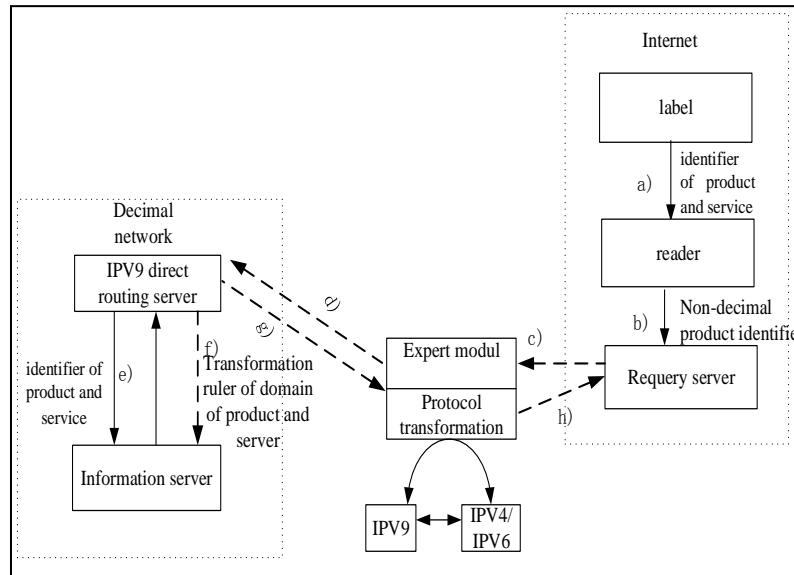 Internet
label
a)
identifier
of product
and service
reader
b)
Non-decimal
product identifie
Requery server
c)
h)
Expert modul
Protocol
transformation
IPV9
IPV4/
IPV6
d)
g)
Decimal
network
IPV9 direct
routing server
identifier of
product and
service
e)
f)
Transformation
ruler of domain
of product and
server
Information server